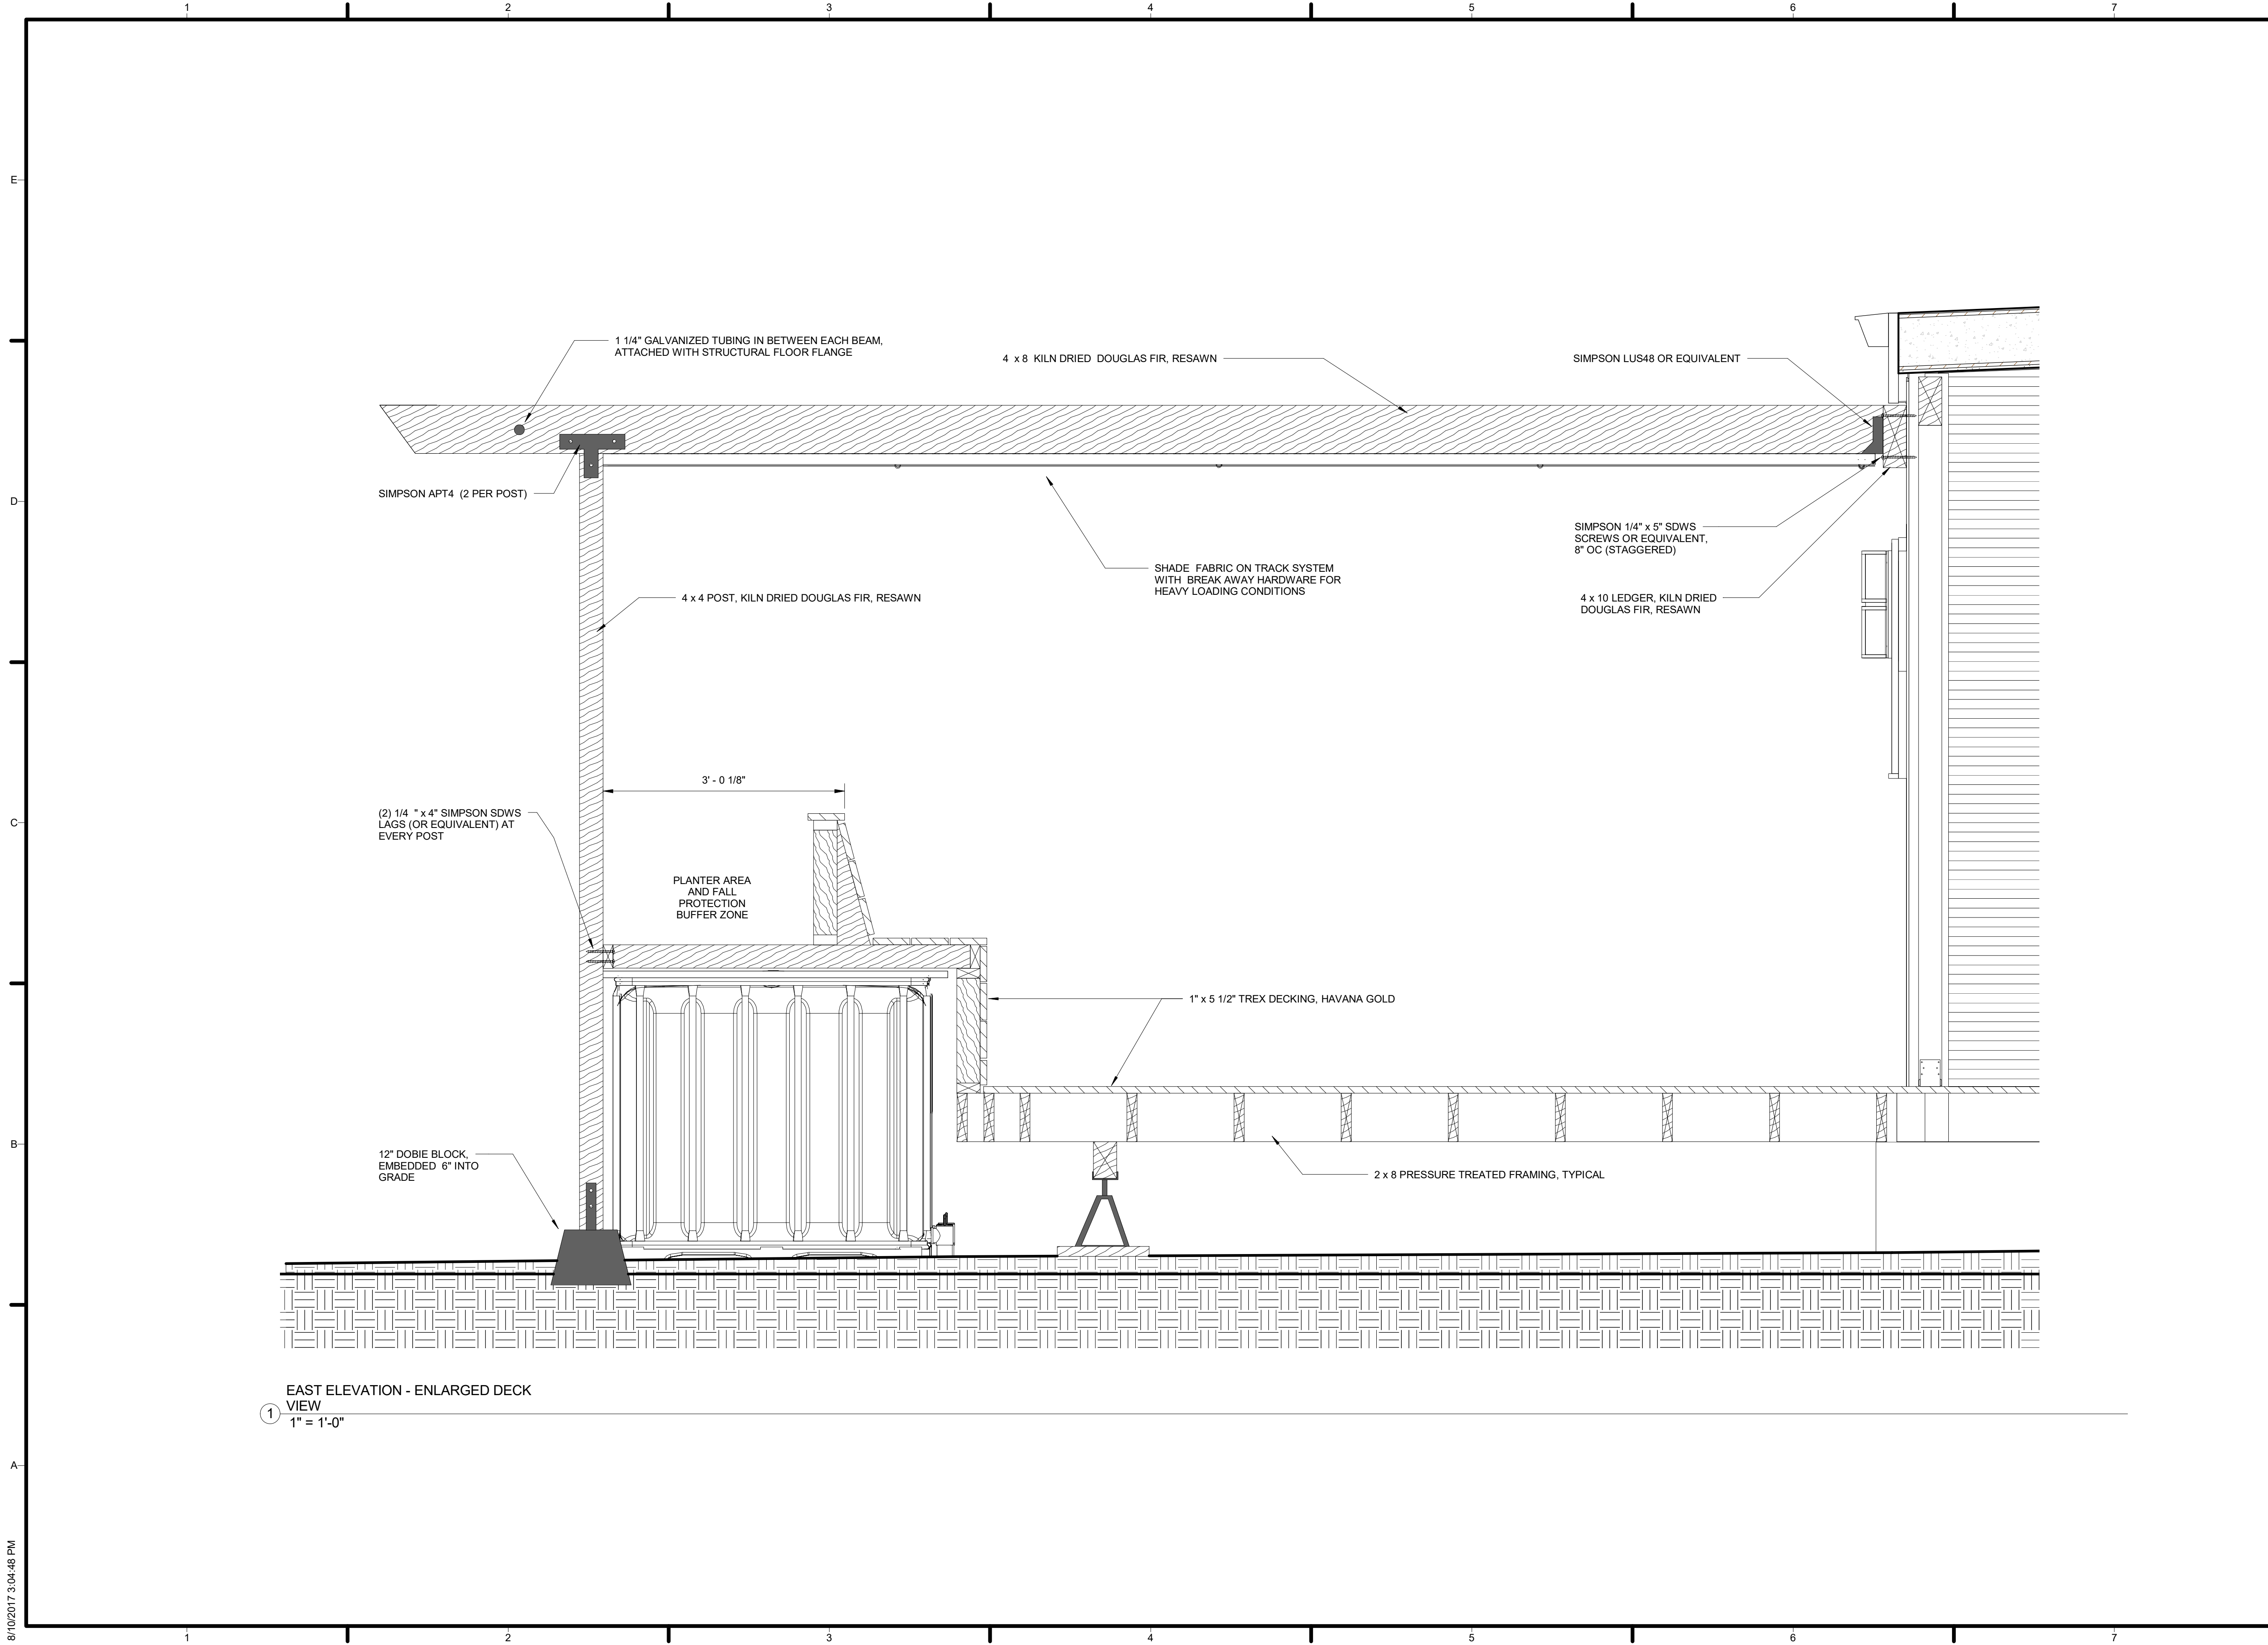 1 2 3 4 5 6 7
E
D
C
B
A
1 1/4" GALVANIZED TUBING IN BETWEEN EACH BEAM,
ATTACHED WITH STRUCTURAL FLOOR FLANGE
4 x 8 KILN DRIED DOUGLAS FIR, RESAWN
SIMPSON LUS48 OR EQUIVALENT
SIMPSON APT4 (2 PER POST)
SIMPSON 1/4" x 5" SDWS
SCREWS OR EQUIVALENT,
8" OC (STAGGERED)
SHADE FABRIC ON TRACK SYSTEM
WITH BREAK AWAY HARDWARE FOR
HEAVY LOADING CONDITIONS
4 x 4 POST, KILN DRIED DOUGLAS FIR, RESAWN
4 x 10 LEDGER, KILN DRIED
DOUGLAS FIR, RESAWN
3' - 0 1/8"
(2) 1/4 " x 4" SIMPSON SDWS
LAGS (OR EQUIVALENT) AT
EVERY POST
PLANTER AREA
AND FALL
PROTECTION
BUFFER ZONE
1" x 5 1/2" TREX DECKING, HAVANA GOLD
12" DOBIE BLOCK,
EMBEDDED 6" INTO
GRADE
2 x 8 PRESSURE TREATED FRAMING, TYPICAL
EAST ELEVATION - ENLARGED DECK
VIEW
1
1" = 1'-0"
8/10/2017 3:04:48 PM
1 2 3 4 5 6 7